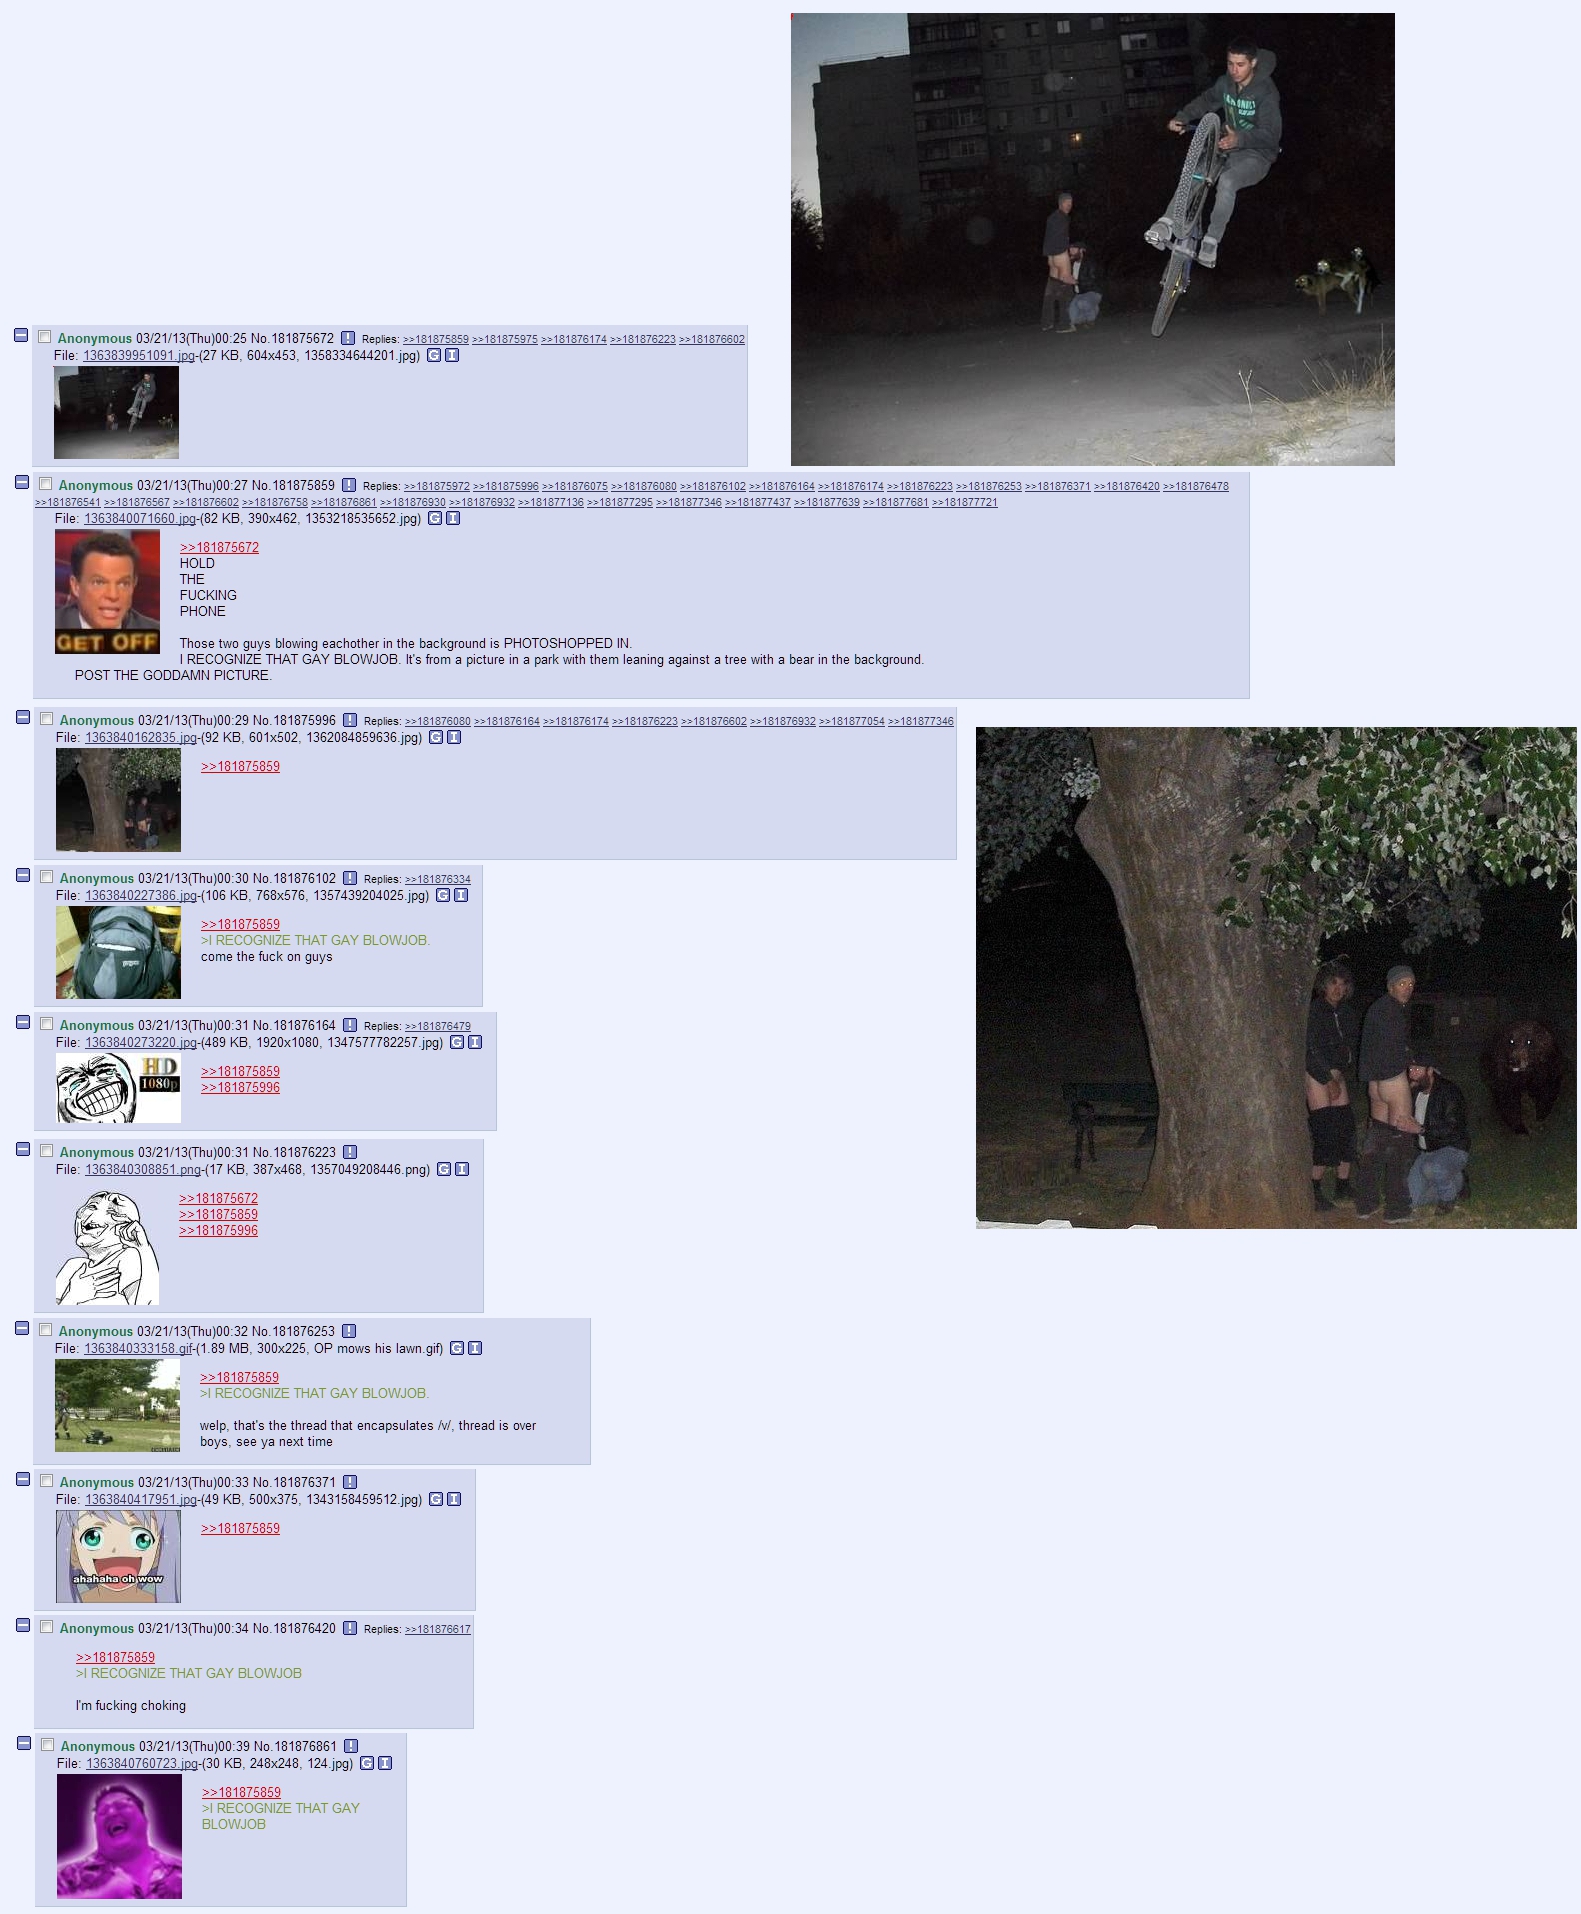 Anonymous 03/21/13(Thu)00:25 No.181875672 ! Replies: >>181875859 >>181875975 >>181876174 >>181876223 >>181876602
File: 1363839951091.jpg-(27 KB, 604x453, 1358334644201.jpg) G I
Anonymous 03/21/13(Thu)00:27 No.181875859 ! Replies: >>181875972 >>181875996 >>181876075 >>181876080 >>181876102 >>181876164 >>181876174 >>181876223 >>181876253 >>181876371 >>181876420 >>181876478
>>181876541 >>181876567 >>181876602 >>181876758 >>181876861 >>181876930 >>181876932 >>181877136 >>181877295 >>181877346 >>181877437 >>181877639 >>181877681 >>181877721
File: 1363840071660.jpg-(82 KB, 390x462, 1353218535652.jpg) G I
GET OFF
>>181875672
HOLD
THE
FUCKING
PHONE
Those two guys blowing eachother in the background is PHOTOSHOPPED IN.
I RECOGNIZE THAT GAY BLOWJOB. It's from a picture in a park with them leaning against a tree with a bear in the background.
POST THE GODDAMN PICTURE.
Anonymous 03/21/13(Thu)00:29 No.181875996 ! Replies: >>181876080 >>181876164 >>181876174 >>181876223 >>181876602 >>181876932 >>181877054 >>181877346
File: 1363840162835.jpg-(92 KB, 601x502, 1362084859636.jpg) G I
>>181875859
Anonymous 03/21/13(Thu)00:30 No.181876102 ! Replies: >>181876334
File: 1363840227386.jpg-(106 KB, 768x576, 1357439204025.jpg) G I
>>181875859
>I RECOGNIZE THAT GAY BLOWJOB.
come the fuck on guys
Anonymous 03/21/13(Thu)00:31 No.181876164 ! Replies: >>181876479
File: 1363840273220.jpg-(489 KB, 1920x1080, 1347577782257.jpg) G I
HD
1080p
>>181875859
>>181875996
Anonymous 03/21/13(Thu)00:31 No.181876223 !
File: 1363840308851.png-(17 KB, 387x468, 1357049208446.png) G I
>>181875672
>>181875859
>>181875996
Anonymous 03/21/13(Thu)00:32 No.181876253 !
File: 1363840333158.gif-(1.89 MB, 300x225, OP mows his lawn.gif) G I
>>181875859
>I RECOGNIZE THAT GAY BLOWJOB.
welp, that's the thread that encapsulates /v/, thread is over
boys, see ya next time
Anonymous 03/21/13(Thu)00:33 No.181876371 !
File: 1363840417951.jpg-(49 KB, 500x375, 1343158459512.jpg) G I
>>181875859
ahahaha oh wow
Anonymous 03/21/13(Thu)00:34 No.181876420 ! Replies: >>181876617
>>181875859
>I RECOGNIZE THAT GAY BLOWJOB
I'm fucking choking
Anonymous 03/21/13(Thu)00:39 No.181876861 !
File: 1363840760723.jpg-(30 KB, 248x248, 124.jpg) G I
>>181875859
>I RECOGNIZE THAT GAY
BLOWJOB